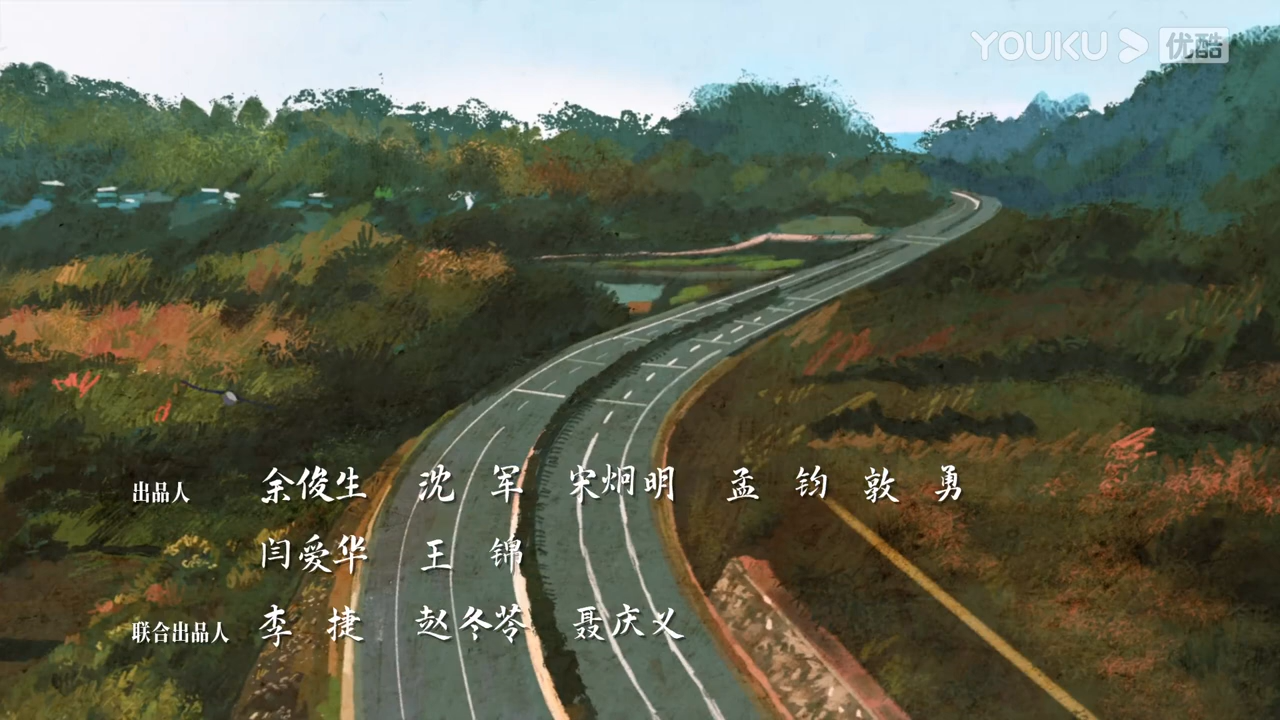 YOUKU 优酷
出品人 余俊生 沈军 宋炯明 孟钧 敦勇
闫爱华 王锦
联合出品人 李捷 赵冬苓 聂庆义